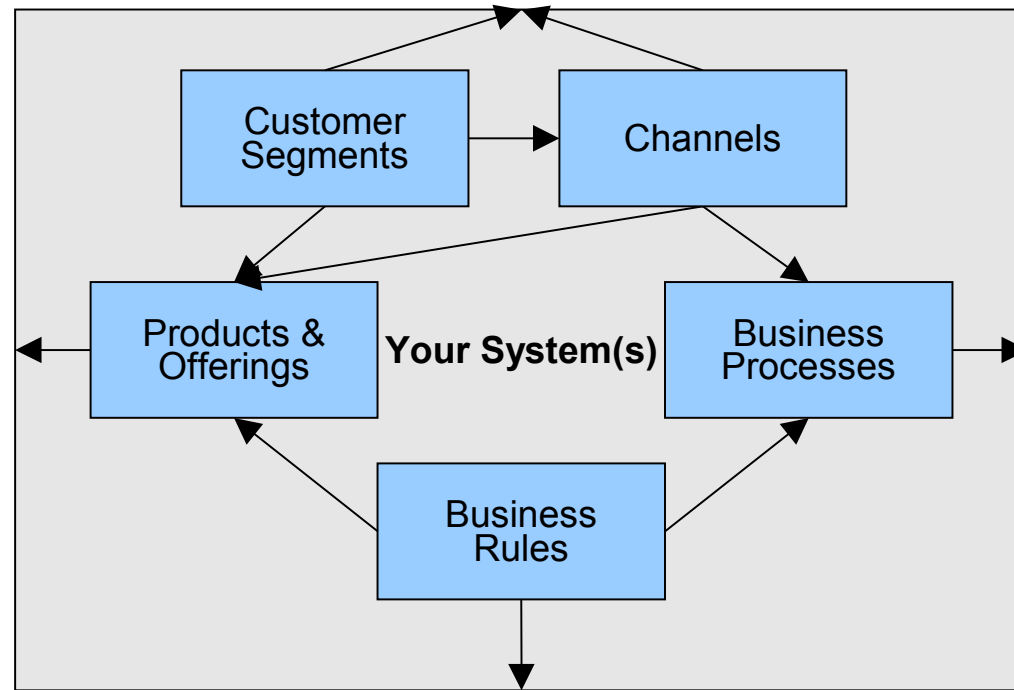 Customer
Segments
Channels
Products &
Offerings
Your System(s)
Business
Processes
Business
Rules